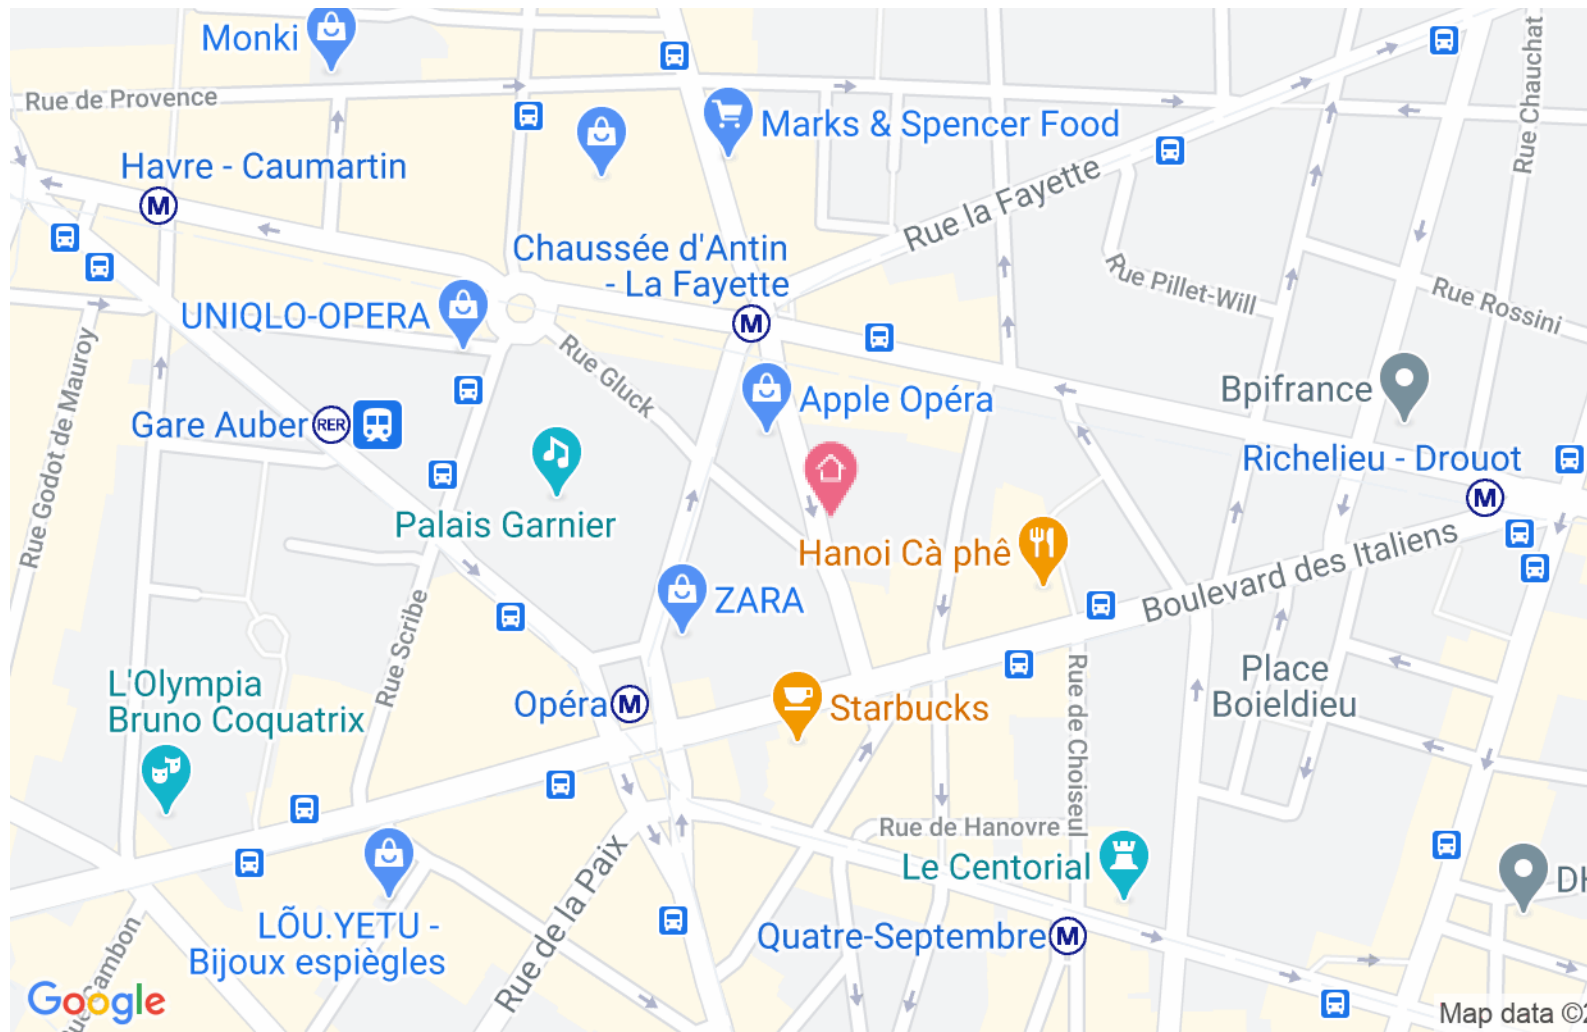 Monki
Rue de Provence
Marks & Spencer Food
Rue Chauchat
Havre - Caumartin
M
Rue la Fayette
Chaussée d'Antin
- La Fayette
M
Rue Pillet-Will
Rue Rossini
UNIQLO-OPERA
Rue Gluck
Rue Godot de Mauroy
Apple Opéra
Bpifrance
Gare Auber
RER
Richelieu - Drouot
M
Palais Garnier
Hanoi Cà phê
Boulevard des Italiens
ZARA
Rue Scribe
L'Olympia
Bruno Coquatrix
Opéra
M
Starbucks
Rue de Choiseul
Place
Boieldieu
Rue de Hanovre
Le Centorial
Rue de la Paix
LÕU.YETU -
Bijoux espiègles
Quatre-Septembre
M
Cambon
Google
Map data ©